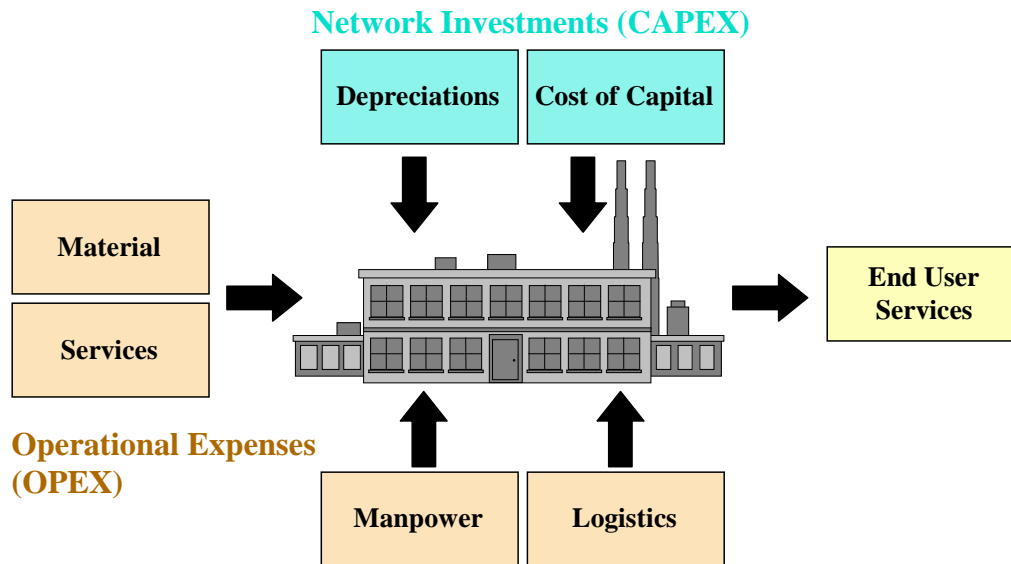 Network Investments (CAPEX)
Depreciations
Cost of Capital
Material
Services
End User
Services
Operational Expenses
(OPEX)
Manpower
Logistics